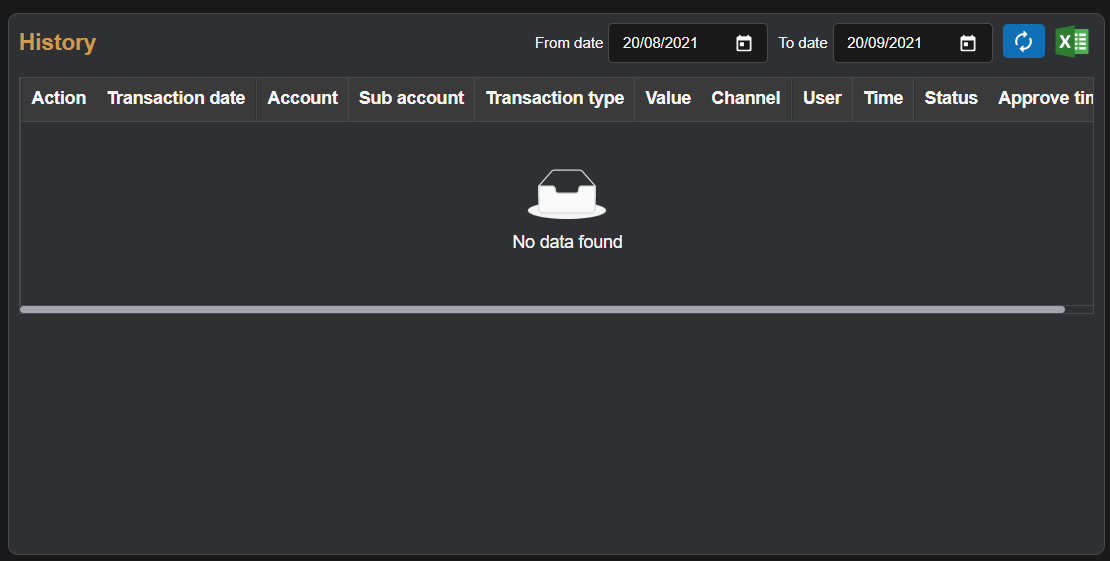 History
From date 20/08/2021 To date 20/09/2021 X
Action Transaction date Account Sub account Transaction type Value Channel User Time Status Approve tim
No data found